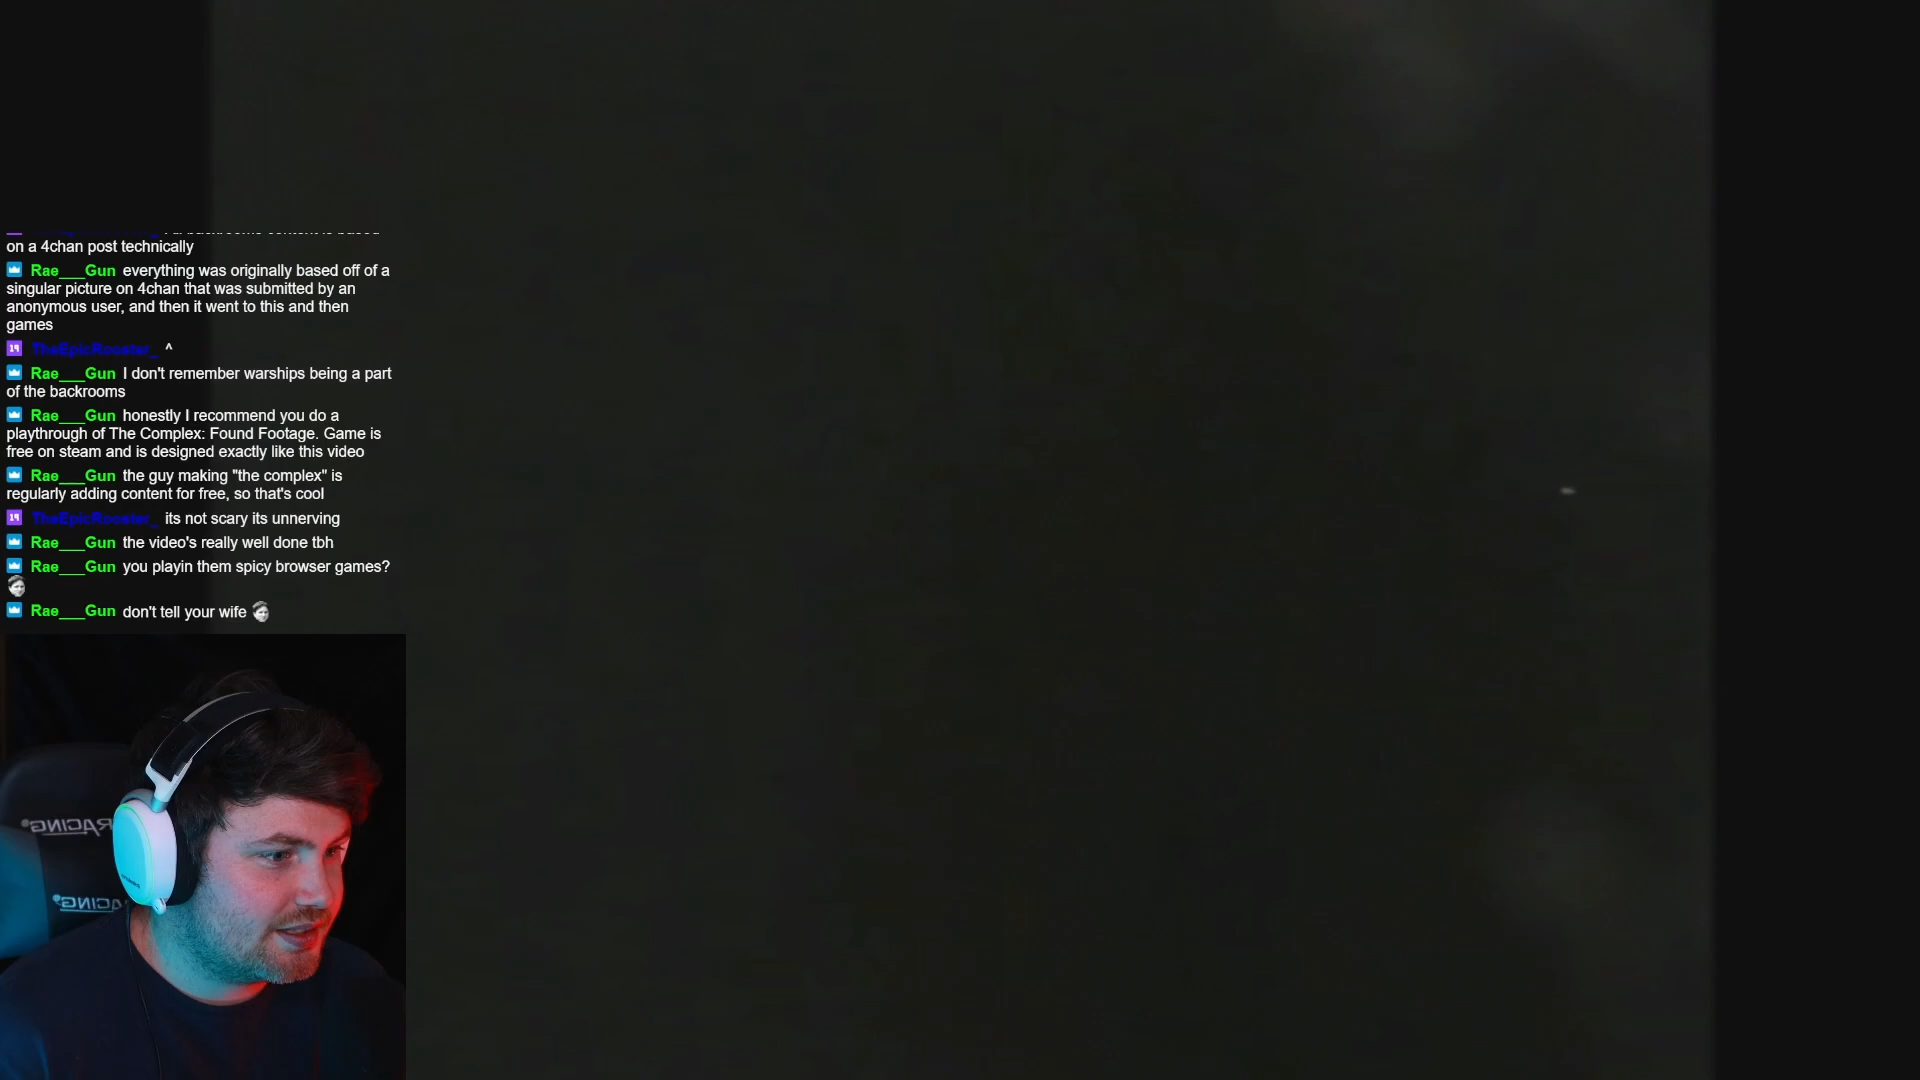 on a 4chan post technically
Rae___Gun everything was originally based off of a
singular picture on 4chan that was submitted by an
anonymous user, and then it went to this and then
games
TheEpicRooster_ ^
Rae___Gun I don't remember warships being a part
of the backrooms
Rae___Gun honestly I recommend you do a
playthrough of The Complex: Found Footage. Game is
free on steam and is designed exactly like this video
Rae___Gun the guy making "the complex" is
regularly adding content for free, so that's cool
TheEpicRooster_ its not scary its unnerving
Rae___Gun the video's really well done tbh
Rae___Gun you playin them spicy browser games?
Rae___Gun don't tell your wife
RACING